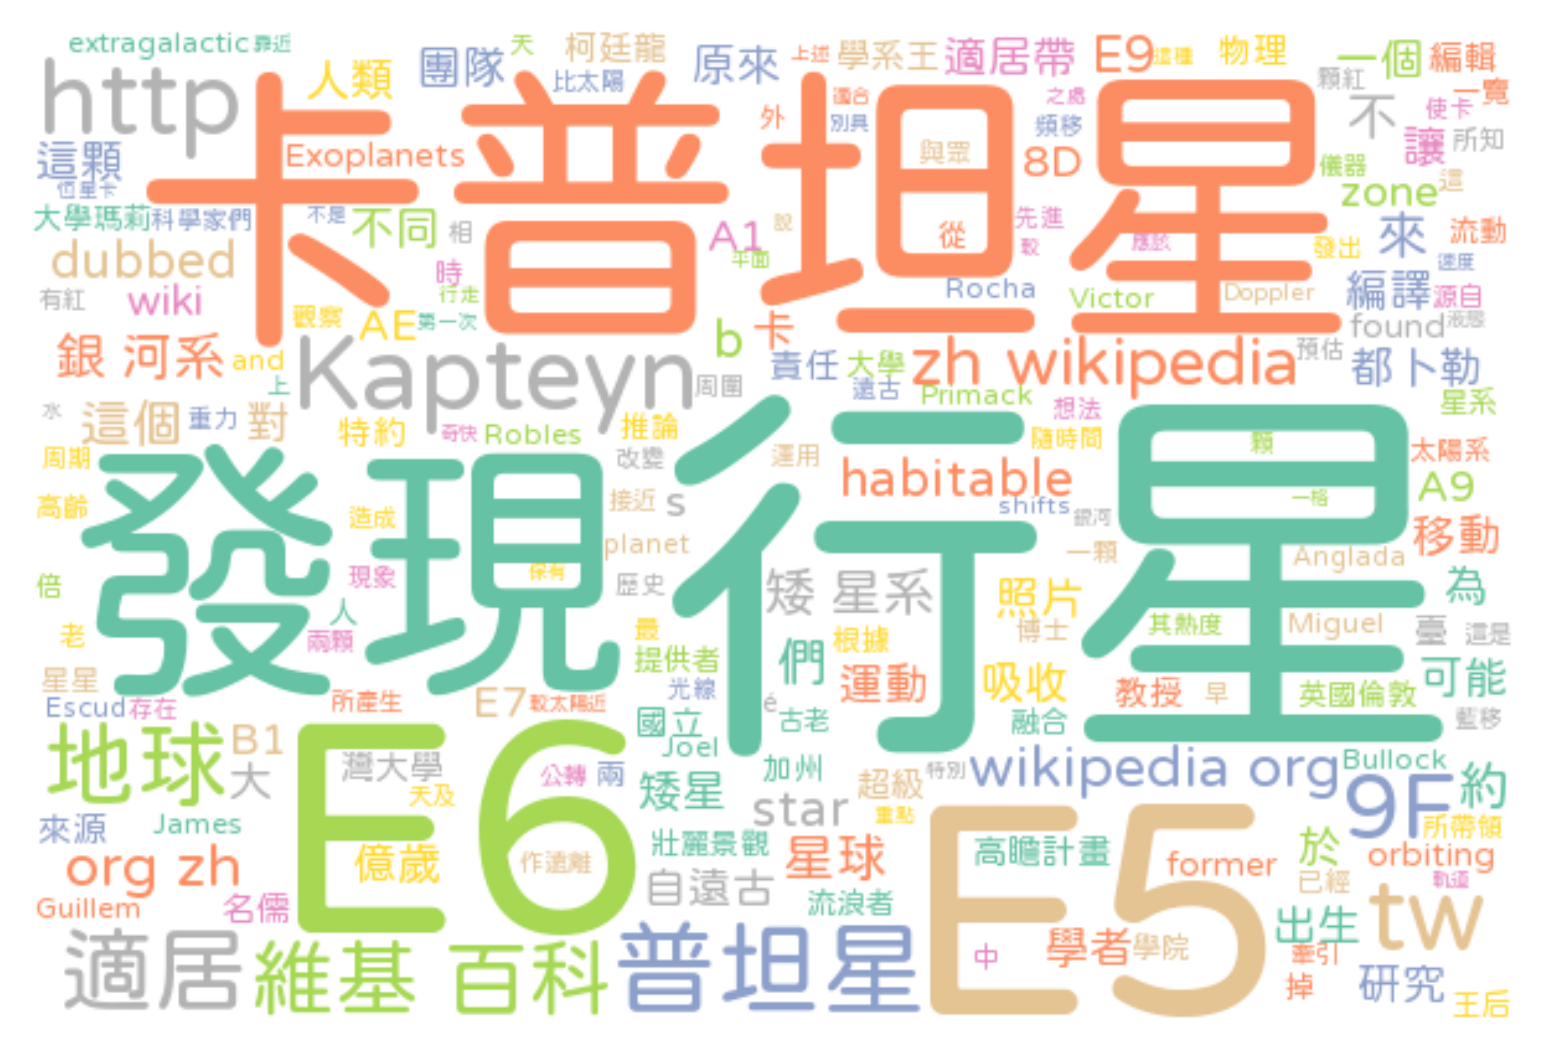 extragalactic 靠近 天 柯廷龍 上述 學系王 適居帶 E9 這種 物理 一個 編輯
http 人類 團隊 比太陽 原來 適合 之處 顆紅 一覽
卡普坦星
外 別具 頻移 不 使卡 讓 所知
這顆 Exoplanets 與眾 8D 儀器 這
恆星卡 zone
大學瑪莉 科學家們 不是 不同 相 A1 說 從 先進 來 流動
dubbed 時 平面 較 應該 發出 速度
有紅 wiki 行走 Rocha Victor Doppler 編譯 源自
觀察 AE 第一次 b 卡 found 液態
銀 河系 and Kapteyn 責任 大學 zh wikipedia 預估 都卜勒
上 周圍 遠古 Primack 星系
水 這個 重力 對 特約 奇快 Robles 推論 想法
發現行星
周期 改變 運用 隨時間 顆 太陽系
高齡 造成 接近 s habitable shifts 銀河 一格 A9
planet 一顆 Anglada 移動
倍 現象 保有 歷史 矮 星系 照片 為
老 人 兩顆 最 根據 博士 其熱度 Miguel 臺 這是
星星 提供者 們 運動 吸收 教授 早 英國倫敦 可能
Escud 存在 所產生 E7 較太陽近 光線 é 古老 融合 藍移
地球 B1 E6 國立 Joel
大 灣大學 公轉 兩 加州 特別 wikipedia org Bullock
天及 矮星 star 超級 重點 9F 約
來源 James 壯麗景觀 高瞻計畫 於 所帶領
org zh 億歲 作遠離 星球 E5 former orbiting
Guillem 名儒 自遠古 流浪者 已經 軌道
適居 維基 百科 普坦星 中 學者 學院 出生 tw
牽引
掉 研究 王后